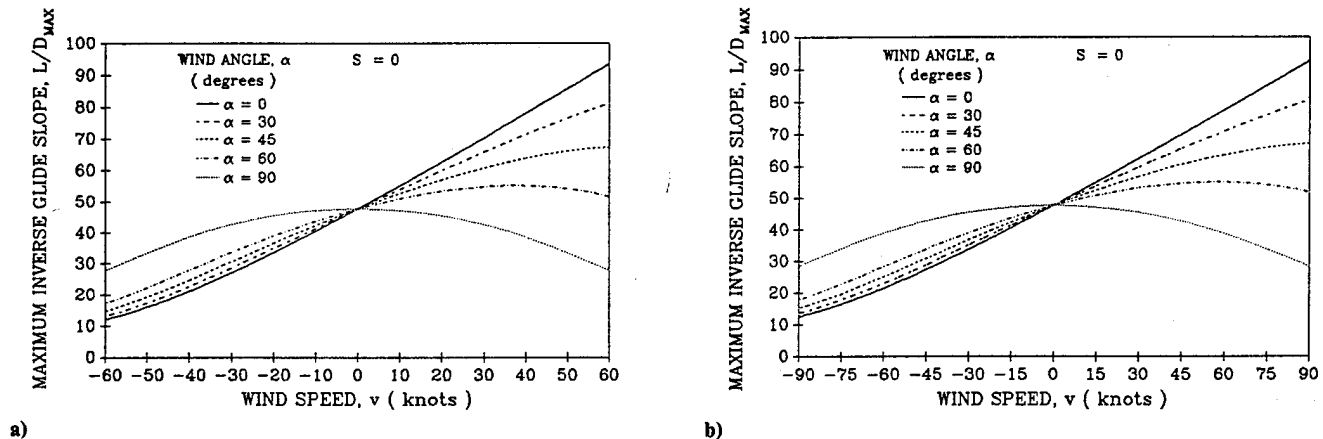 MAXIMUM INVERSE GLIDE SLOPE, L/D_MAX
100
90
80
70
60
50
40
30
20
10
0
WIND ANGLE, α
S = 0
( degrees )
α = 0
α = 30
α = 45
α = 60
α = 90
-60 -50 -40 -30 -20 -10 0 10 20 30 40 50 60
WIND SPEED, v ( knots )
a)
MAXIMUM INVERSE GLIDE SLOPE, L/D_MAX
100
90
80
70
60
50
40
30
20
10
0
WIND ANGLE, α
S = 0
( degrees )
α = 0
α = 30
α = 45
α = 60
α = 90
-90 -75 -60 -45 -30 -15 0 15 30 45 60 75 90
WIND SPEED, v ( knots )
b)